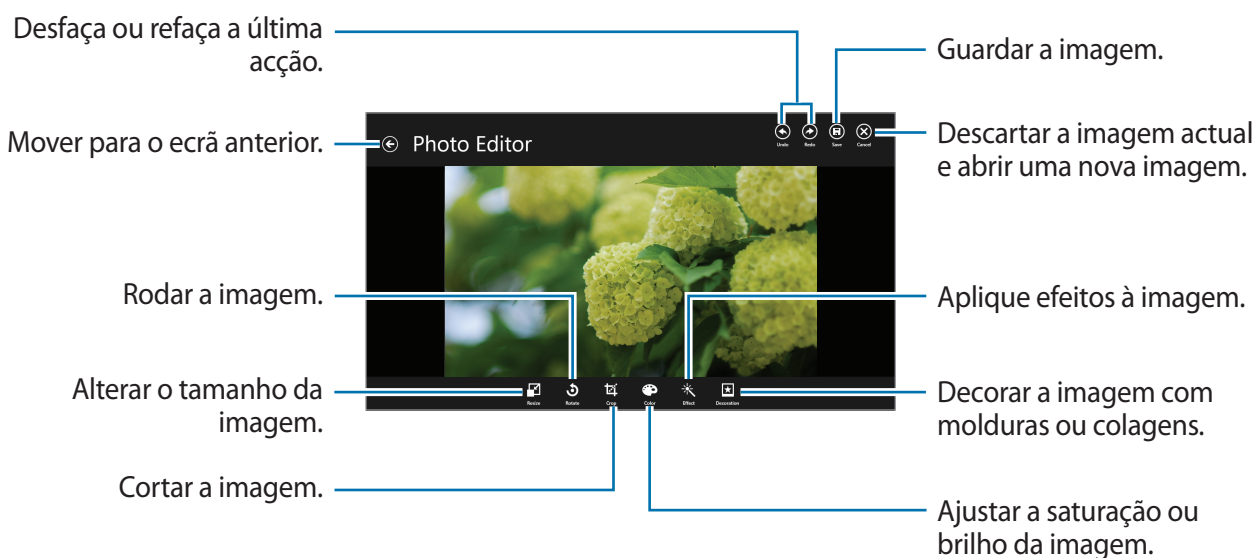 Desfaça ou refaça a última
acção.
Guardar a imagem.
Mover para o ecrã anterior.
Photo Editor
Undo
Redo
Save
Cancel
Descartar a imagem actual
e abrir uma nova imagem.
Rodar a imagem.
Aplique efeitos à imagem.
Alterar o tamanho da
imagem.
Resize
Rotate
Crop
Color
Effect
Decoration
Decorar a imagem com
molduras ou colagens.
Cortar a imagem.
Ajustar a saturação ou
brilho da imagem.